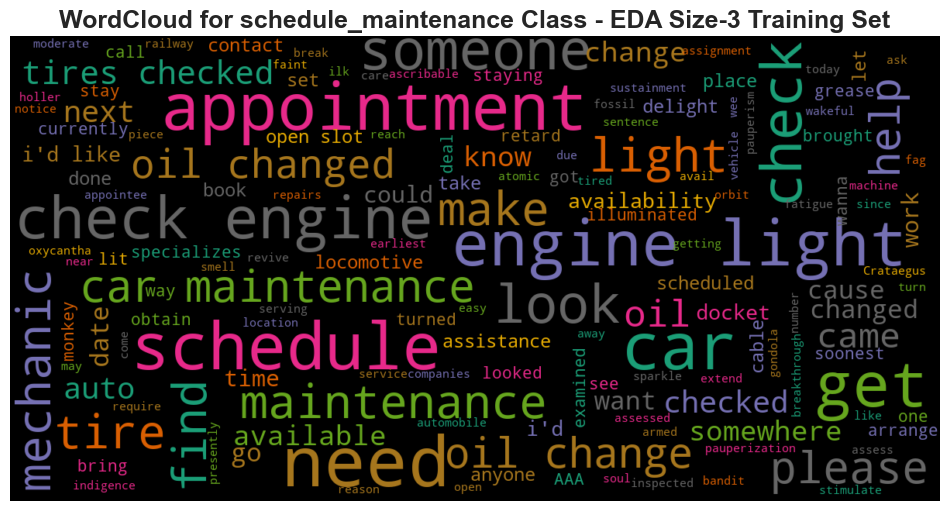 WordCloud for schedule_maintenance Class - EDA Size-3 Training Set
moderate
call
railway
break
contact
someone
change
assignment
check
today
let
ask
tires checked
faint
ilk
set
care
ascribable
staying
place
grease
help
holler
stay
notice
next
piece
appointment
fossil
sustainment
delight
wee
wakeful
currently
open slot
reach
retard
sentence
vehicle
pauperism
brought
i'd like
oil changed
deal
know
light
due
avail
fag
done
appointee
book
repairs
could
take
atomic
got
tired
availability
orbit
fatigue
wanna
machine
since
work
check engine
make
illuminated
earliest
engine light
getting
oxycantha
near
lit
specializes
smell
revive
locomotive
scheduled
Crataegus
turn
mechanic
car maintenance
way
look
cause
changed
monkey
date
obtain
serving
location
turned
easy
oil
docket
number
came
come
schedule
assistance
away
car
cable
gondola
breakthrough
soonest
may
auto
find
time
service
companies
looked
examined
see
sparkle
extend
get
require
maintenance
want
checked
like
one
tire
presently
available
automobile
i'd
assessed
armed
somewhere
arrange
bring
go
need
oil change
pauperization
assess
please
indigence
reason
open
anyone
AAA
soul
inspected
bandit
stimulate